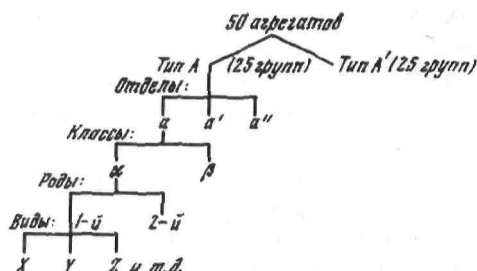 50 агрегатов
Тип А (25 групп) Тип А' (25 групп)
Отделы:
а а' а"
Классы:
α β
Роды:
Виды: 1-й 2-й
X Y Z и т.д.